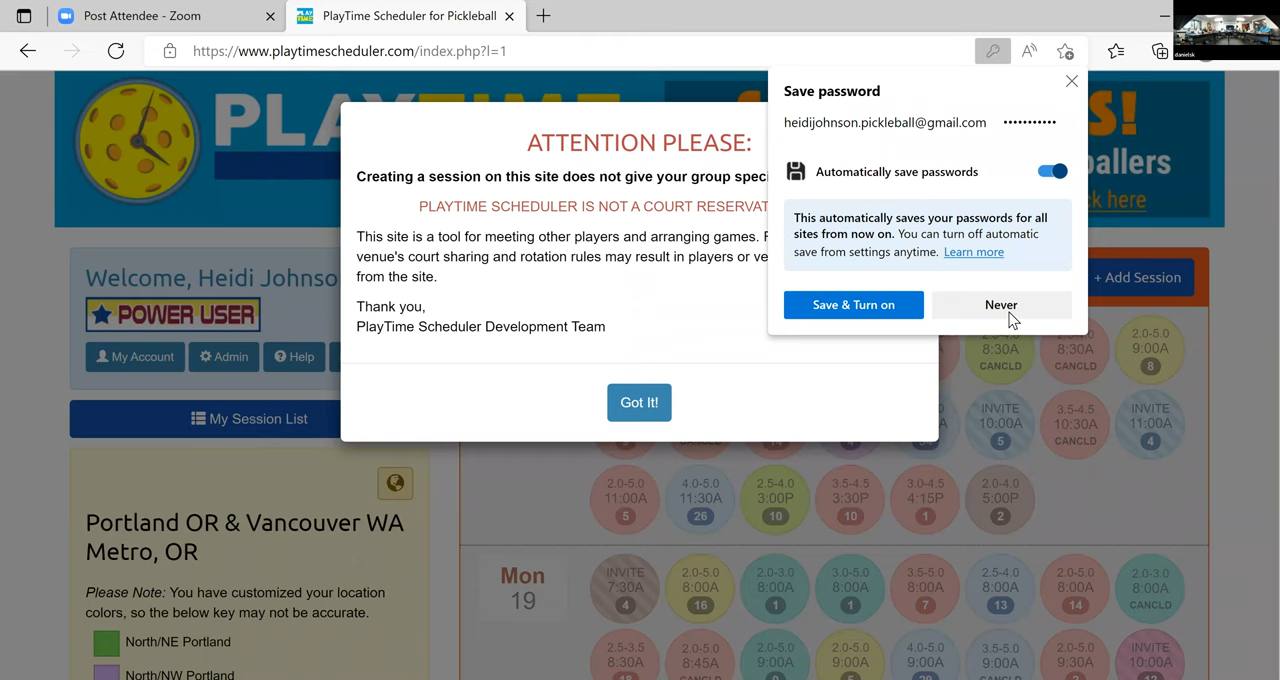 Post Attendee - Zoom
PlayTime Scheduler for Pickleball
danielsk
https://www.playtimescheduler.com/index.php?l=1
PLAYTIME
S!
ballers
k here
Save password
heidijohnson.pickleball@gmail.com •••••••••••
Automatically save passwords
This automatically saves your passwords for all
sites from now on. You can turn off automatic
save from settings anytime. Learn more
Save & Turn on
Never
ATTENTION PLEASE:
Creating a session on this site does not give your group speci
PLAYTIME SCHEDULER IS NOT A COURT RESERVAT
This site is a tool for meeting other players and arranging games. F
venue's court sharing and rotation rules may result in players or ve
from the site.
Thank you,
PlayTime Scheduler Development Team
Got It!
Welcome, Heidi Johnso
POWER USER
My Account
Admin
Help
My Session List
+ Add Session
8:30A CANCLD
8:30A CANCLD
2.0-5.0 9:00A 8
INVITE 10:00A 5
3.5-4.5 10:30A CANCLD
INVITE 11:00A 4
2.0-5.0 11:00A 5
4.0-5.0 11:30A 26
2.5-4.0 3:00P 10
3.5-4.5 3:30P 10
3.0-4.5 4:15P 1
2.0-4.0 5:00P 2
Mon
19
INVITE 7:30A 4
2.0-5.0 8:00A 16
2.0-3.0 8:00A 1
3.0-5.0 8:00A 1
3.5-5.0 8:00A 7
2.5-4.0 8:00A 13
2.0-5.0 8:00A 14
2.0-3.0 8:00A CANCLD
2.5-3.5 8:30A
2.0-5.0 8:45A
2.0-5.0 9:00A
2.0-5.0 9:00A
4.0-5.0 9:00A
3.5-5.0 9:00A
2.0-5.0 9:30A
INVITE 10:00A
Portland OR & Vancouver WA
Metro, OR
Please Note: You have customized your location
colors, so the below key may not be accurate.
North/NE Portland
North/NW Portland